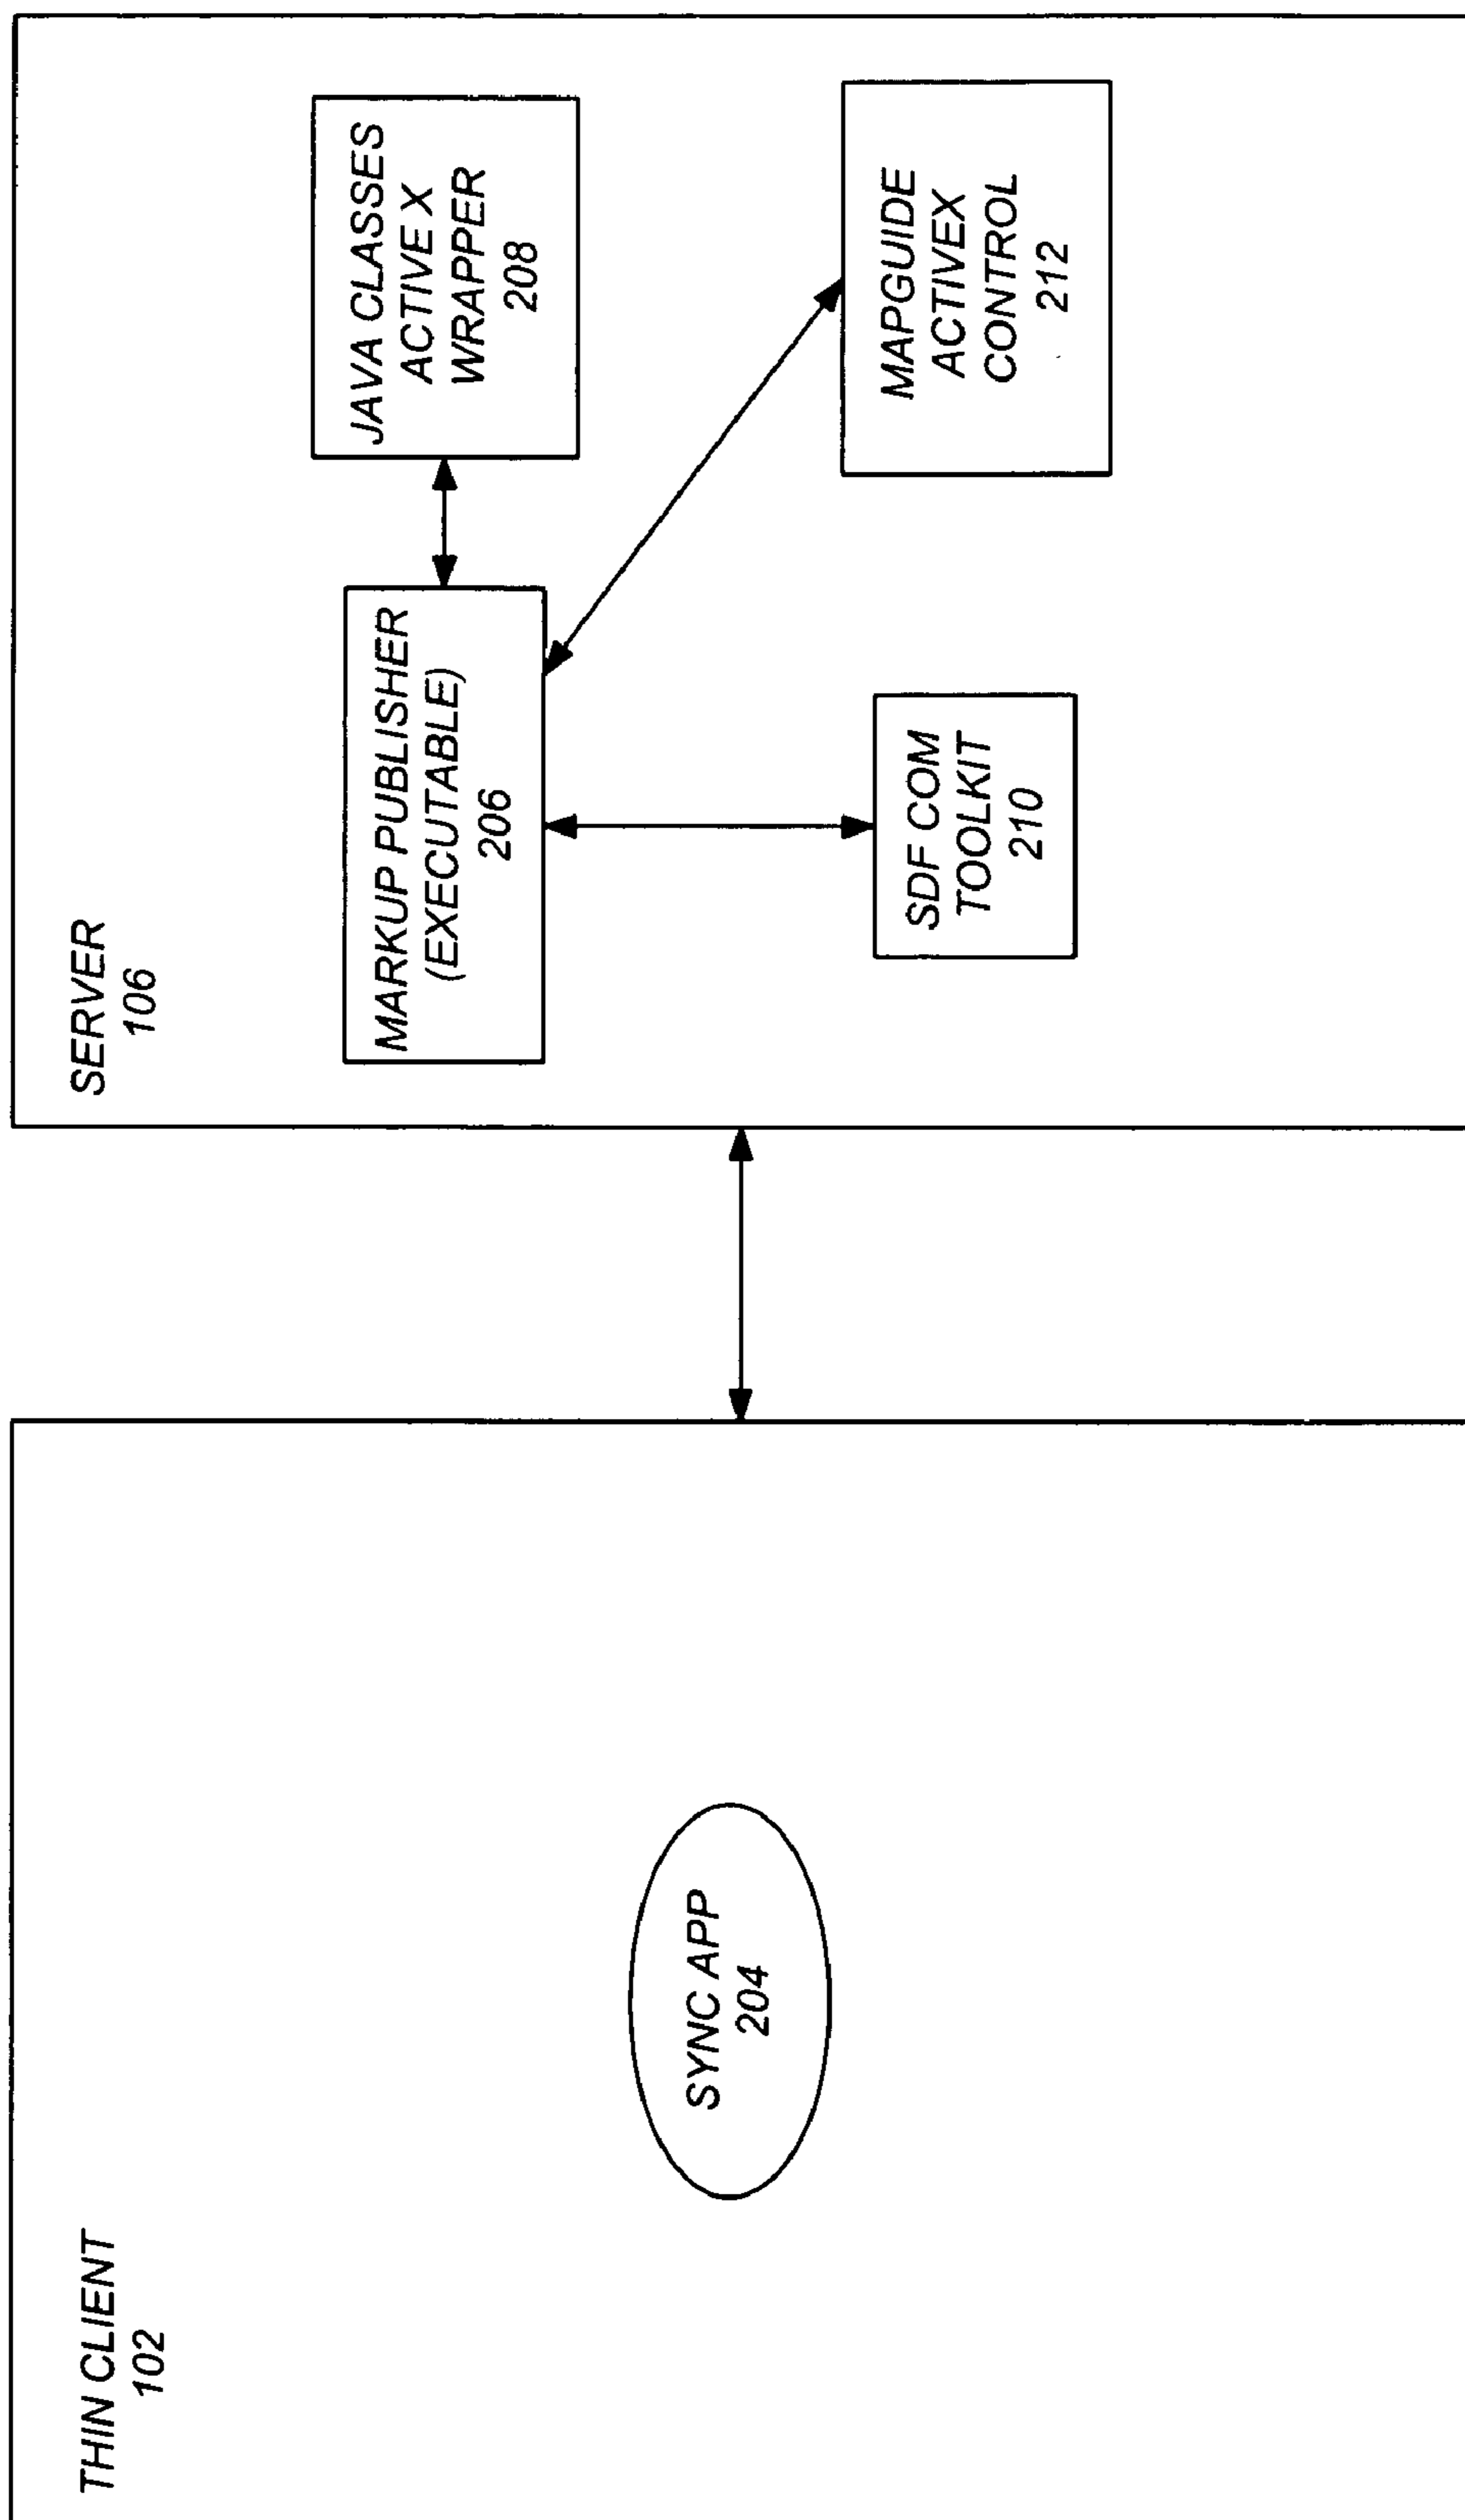 THIN CLIENT
102
SYNC APP
204
SERVER
106
MARKUP PUBLISHER
(EXECUTABLE)
206
JAVA CLASSES
ACTIVE X
WRAPPER
208
SDF COM
TOOLKIT
210
MAPGUIDE
ACTIVEX
CONTROL
212